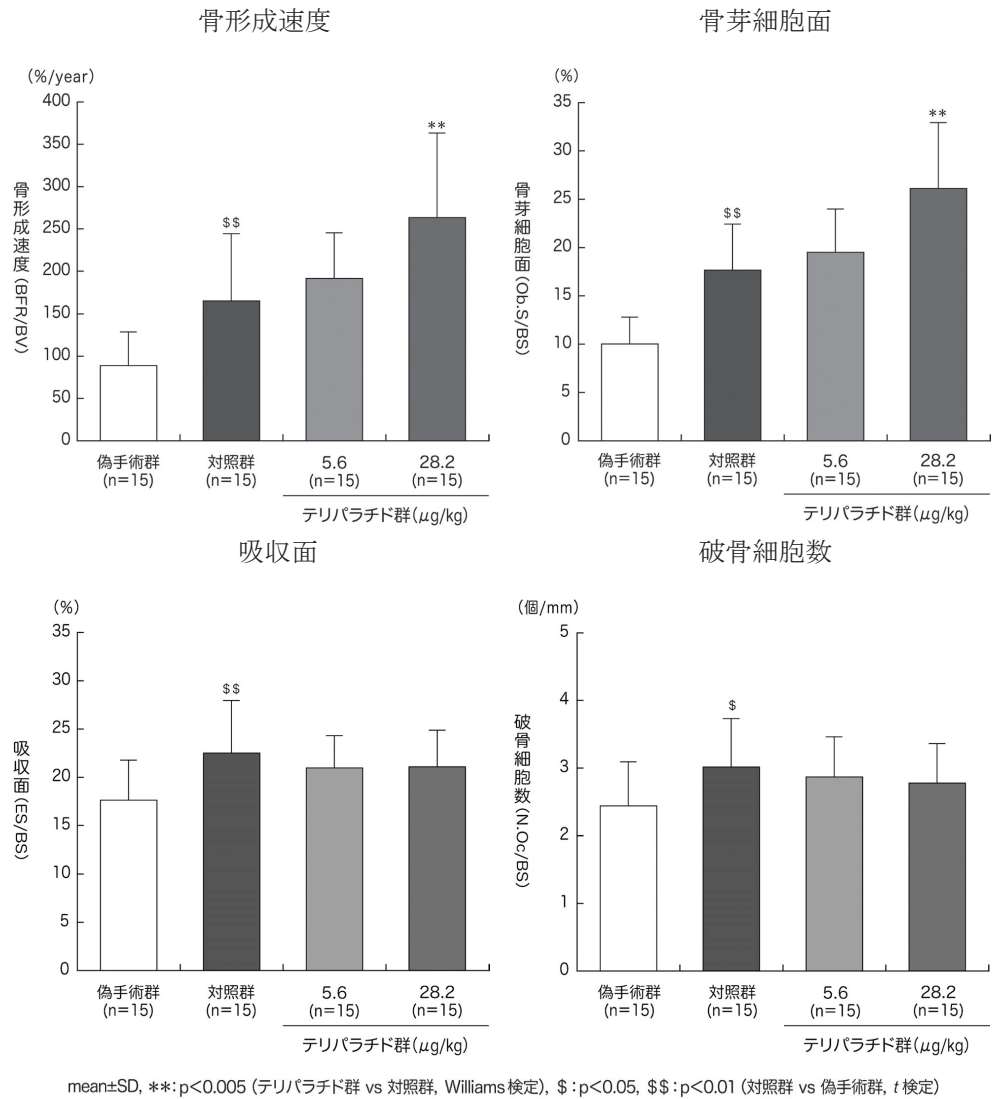 骨形成速度
(%/year)
骨形成速度(BFR/BV)
400
350
300
250
200
150
100
50
0
$$
**
偽手術群
(n=15)
対照群
(n=15)
5.6
(n=15)
28.2
(n=15)
テリパラチド群(μg/kg)
骨芽細胞面
(%)
骨芽細胞面(Ob.S/BS)
35
30
25
20
15
10
5
0
$$
**
偽手術群
(n=15)
対照群
(n=15)
5.6
(n=15)
28.2
(n=15)
テリパラチド群(μg/kg)
吸収面
(%)
吸収面(ES/BS)
35
30
25
20
15
10
5
0
$$
偽手術群
(n=15)
対照群
(n=15)
5.6
(n=15)
28.2
(n=15)
テリパラチド群(μg/kg)
破骨細胞数
(個/mm)
破骨細胞数(N.Oc/BS)
5
4
3
2
1
0
$
偽手術群
(n=15)
対照群
(n=15)
5.6
(n=15)
28.2
(n=15)
テリパラチド群(μg/kg)
mean±SD, **:p<0.005 (テリパラチド群 vs 対照群, Williams検定), $:p<0.05, $$:p<0.01 (対照群 vs 偽手術群, t 検定)